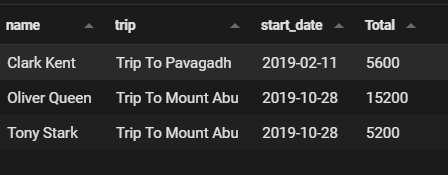 name trip start_date Total
Clark Kent Trip To Pavagadh 2019-02-11 5600
Oliver Queen Trip To Mount Abu 2019-10-28 15200
Tony Stark Trip To Mount Abu 2019-10-28 5200